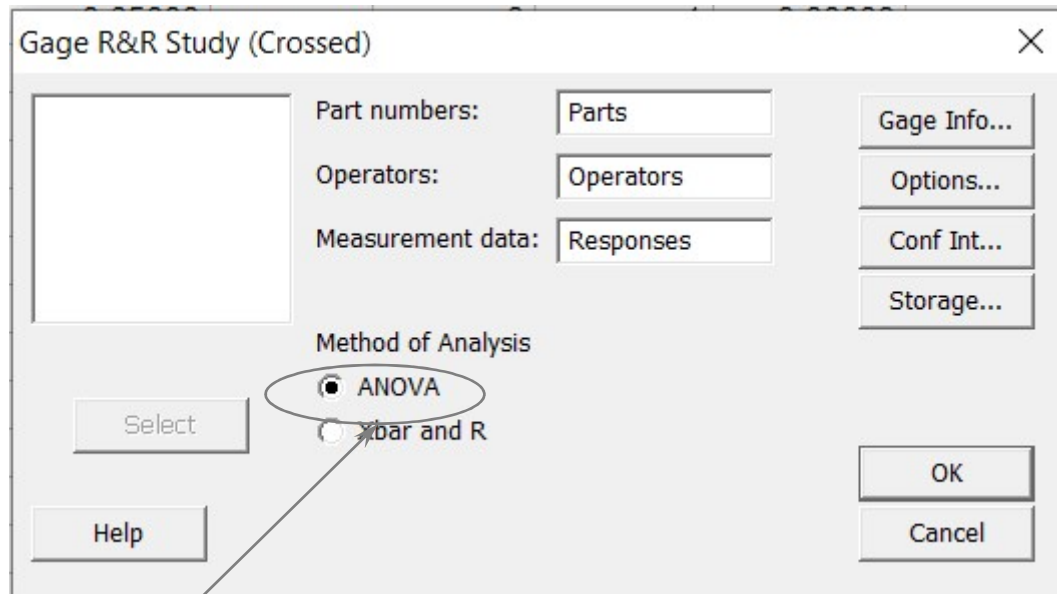 Gage R&R Study (Crossed)
Part numbers: Parts
Operators: Operators
Measurement data: Responses
Gage Info...
Options...
Conf Int...
Storage...
Method of Analysis
ANOVA
Xbar and R
Select
Help
OK
Cancel